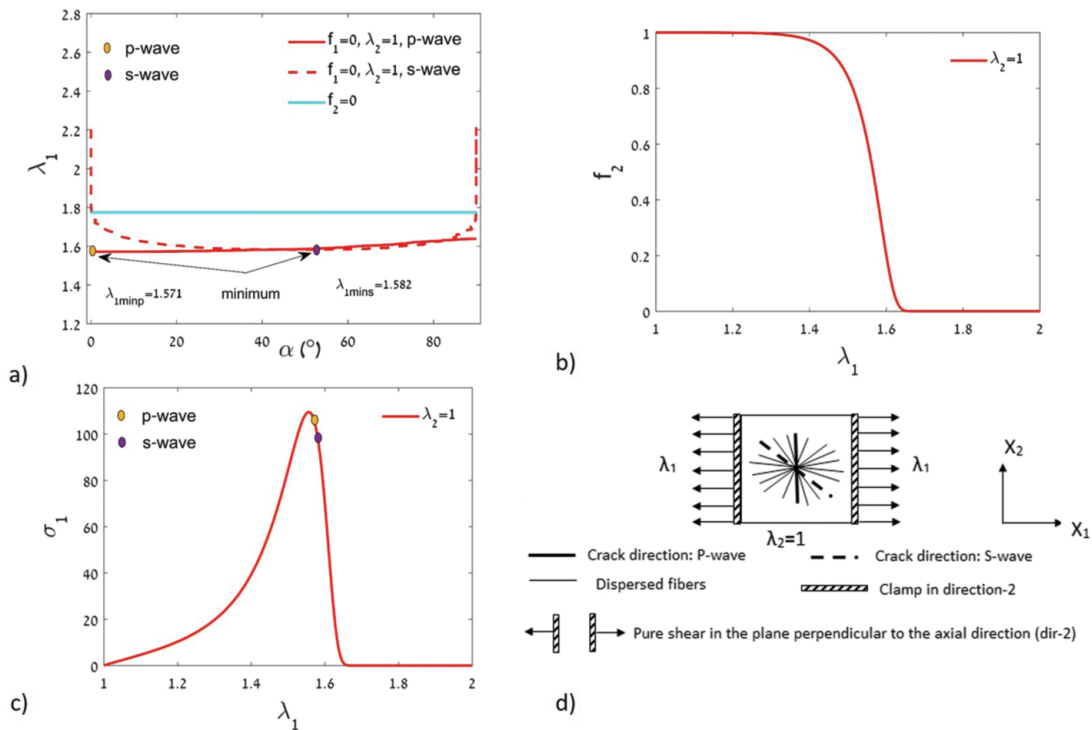 2.8
2.6
2.4
2.2
2
1.8
1.6
1.4
1.2
λ₁
p-wave
s-wave
f₁=0, λ₂=1, p-wave
f₁=0, λ₂=1, s-wave
f₂=0
λ₁minp=1.571
minimum
λ₁mins=1.582
0 20 40 60 80
α (°)
a)
1
0.8
0.6
0.4
0.2
0
f₂
λ₂=1
1 1.2 1.4 1.6 1.8 2
λ₁
b)
120
100
80
60
40
20
0
σ₁
p-wave
s-wave
λ₂=1
1 1.2 1.4 1.6 1.8 2
λ₁
c)
λ₁ λ₁
λ₂=1
X₂
X₁
Crack direction: P-wave
Crack direction: S-wave
Dispersed fibers
Clamp in direction-2
Pure shear in the plane perpendicular to the axial direction (dir-2)
d)